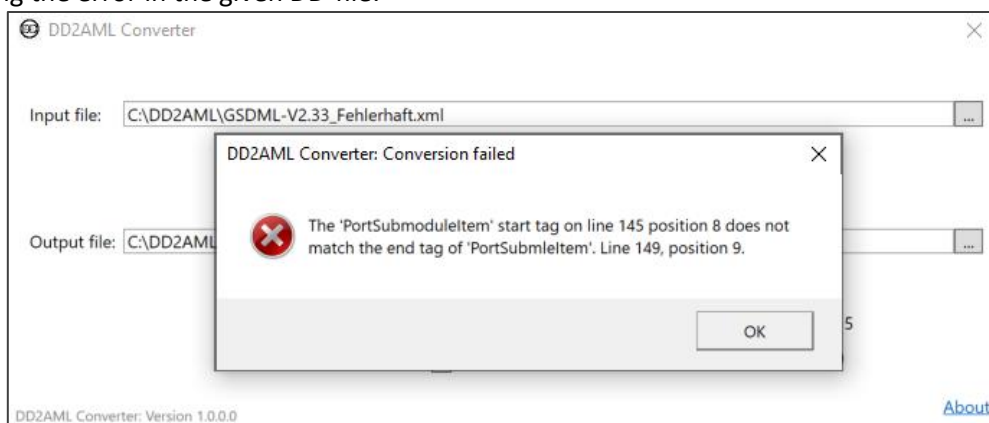 DD2AML Converter
Input file: C:\DD2AML\GSDML-V2.33_Fehlerhaft.xml ...
DD2AML Converter: Conversion failed
The 'PortSubmoduleItem' start tag on line 145 position 8 does not
match the end tag of 'PortSubmleItem'. Line 149, position 9.
Output file: C:\DD2AML ...
OK
5
About
DD2AML Converter: Version 1.0.0.0